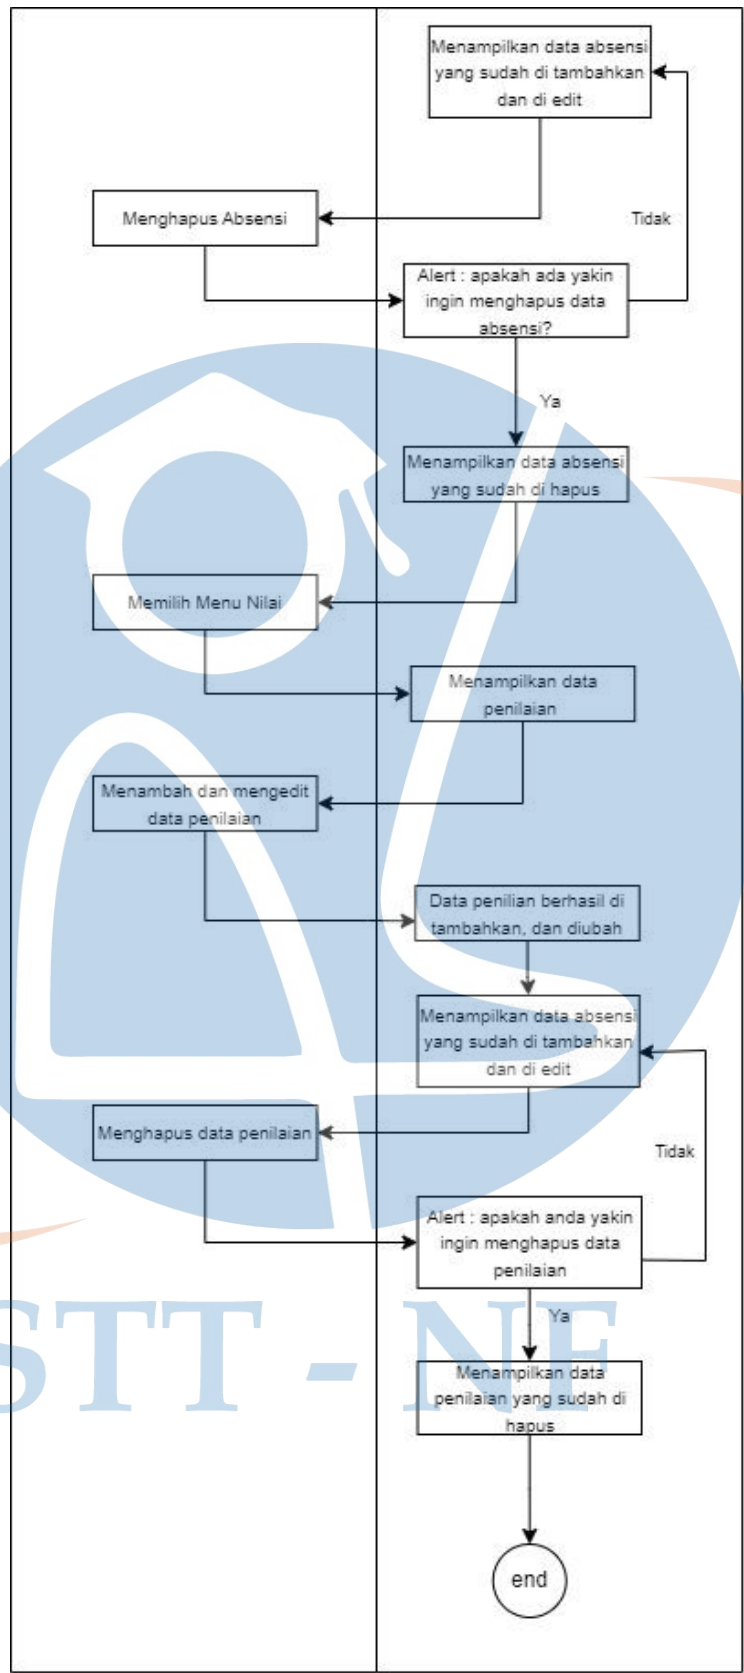 Menampilkan data absensi
yang sudah di tambahkan
dan di edit
Tidak
Menghapus Absensi
Alert : apakah ada yakin
ingin menghapus data
absensi?
Ya
Menampilkan data absensi
yang sudah di hapus
Memilih Menu Nilai
Menampilkan data
penilaian
Menambah dan mengedit
data penilaian
Data penilian berhasil di
tambahkan, dan diubah
Menampilkan data absensi
yang sudah di tambahkan
dan di edit
Menghapus data penilaian
Tidak
Alert : apakah anda yakin
ingin menghapus data
penilaian
Ya
STT - NF
Menampilkan data
penilaian yang sudah di
hapus
end